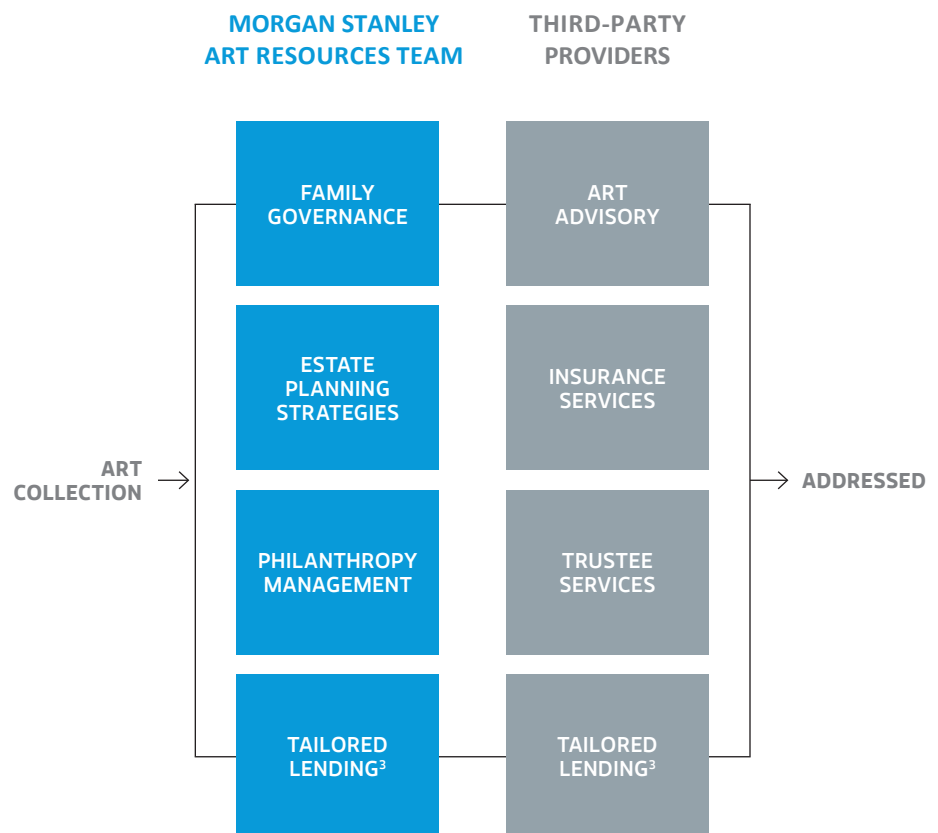 MORGAN STANLEY
ART RESOURCES TEAM
THIRD-PARTY
PROVIDERS
FAMILY
GOVERNANCE
ART
ADVISORY
ESTATE
PLANNING
STRATEGIES
INSURANCE
SERVICES
ART
COLLECTION
ADDRESSED
PHILANTHROPY
MANAGEMENT
TRUSTEE
SERVICES
TAILORED
LENDING³
TAILORED
LENDING³